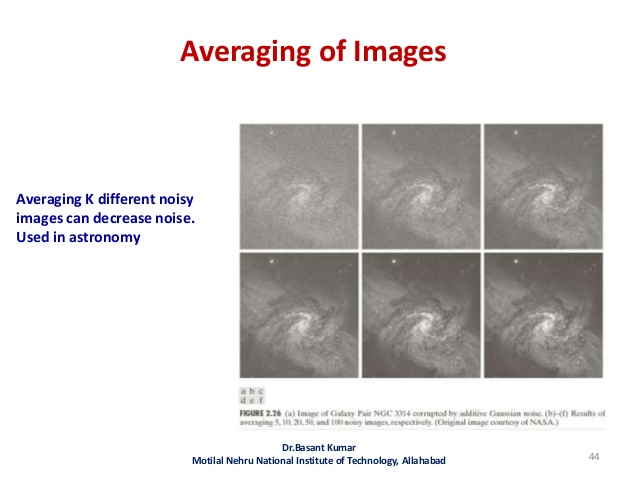 Averaging of Images
Averaging K different noisy
images can decrease noise.
Used in astronomy
a b c
d e f
FIGURE 2.26 (a) Image of Galaxy Pair NGC 3314 corrupted by additive Gaussian noise. (b)–(f) Results of
averaging 5, 10, 20, 50, and 100 noisy images, respectively. (Original image courtesy of NASA.)
Dr.Basant Kumar
Motilal Nehru National Institute of Technology, Allahabad
44